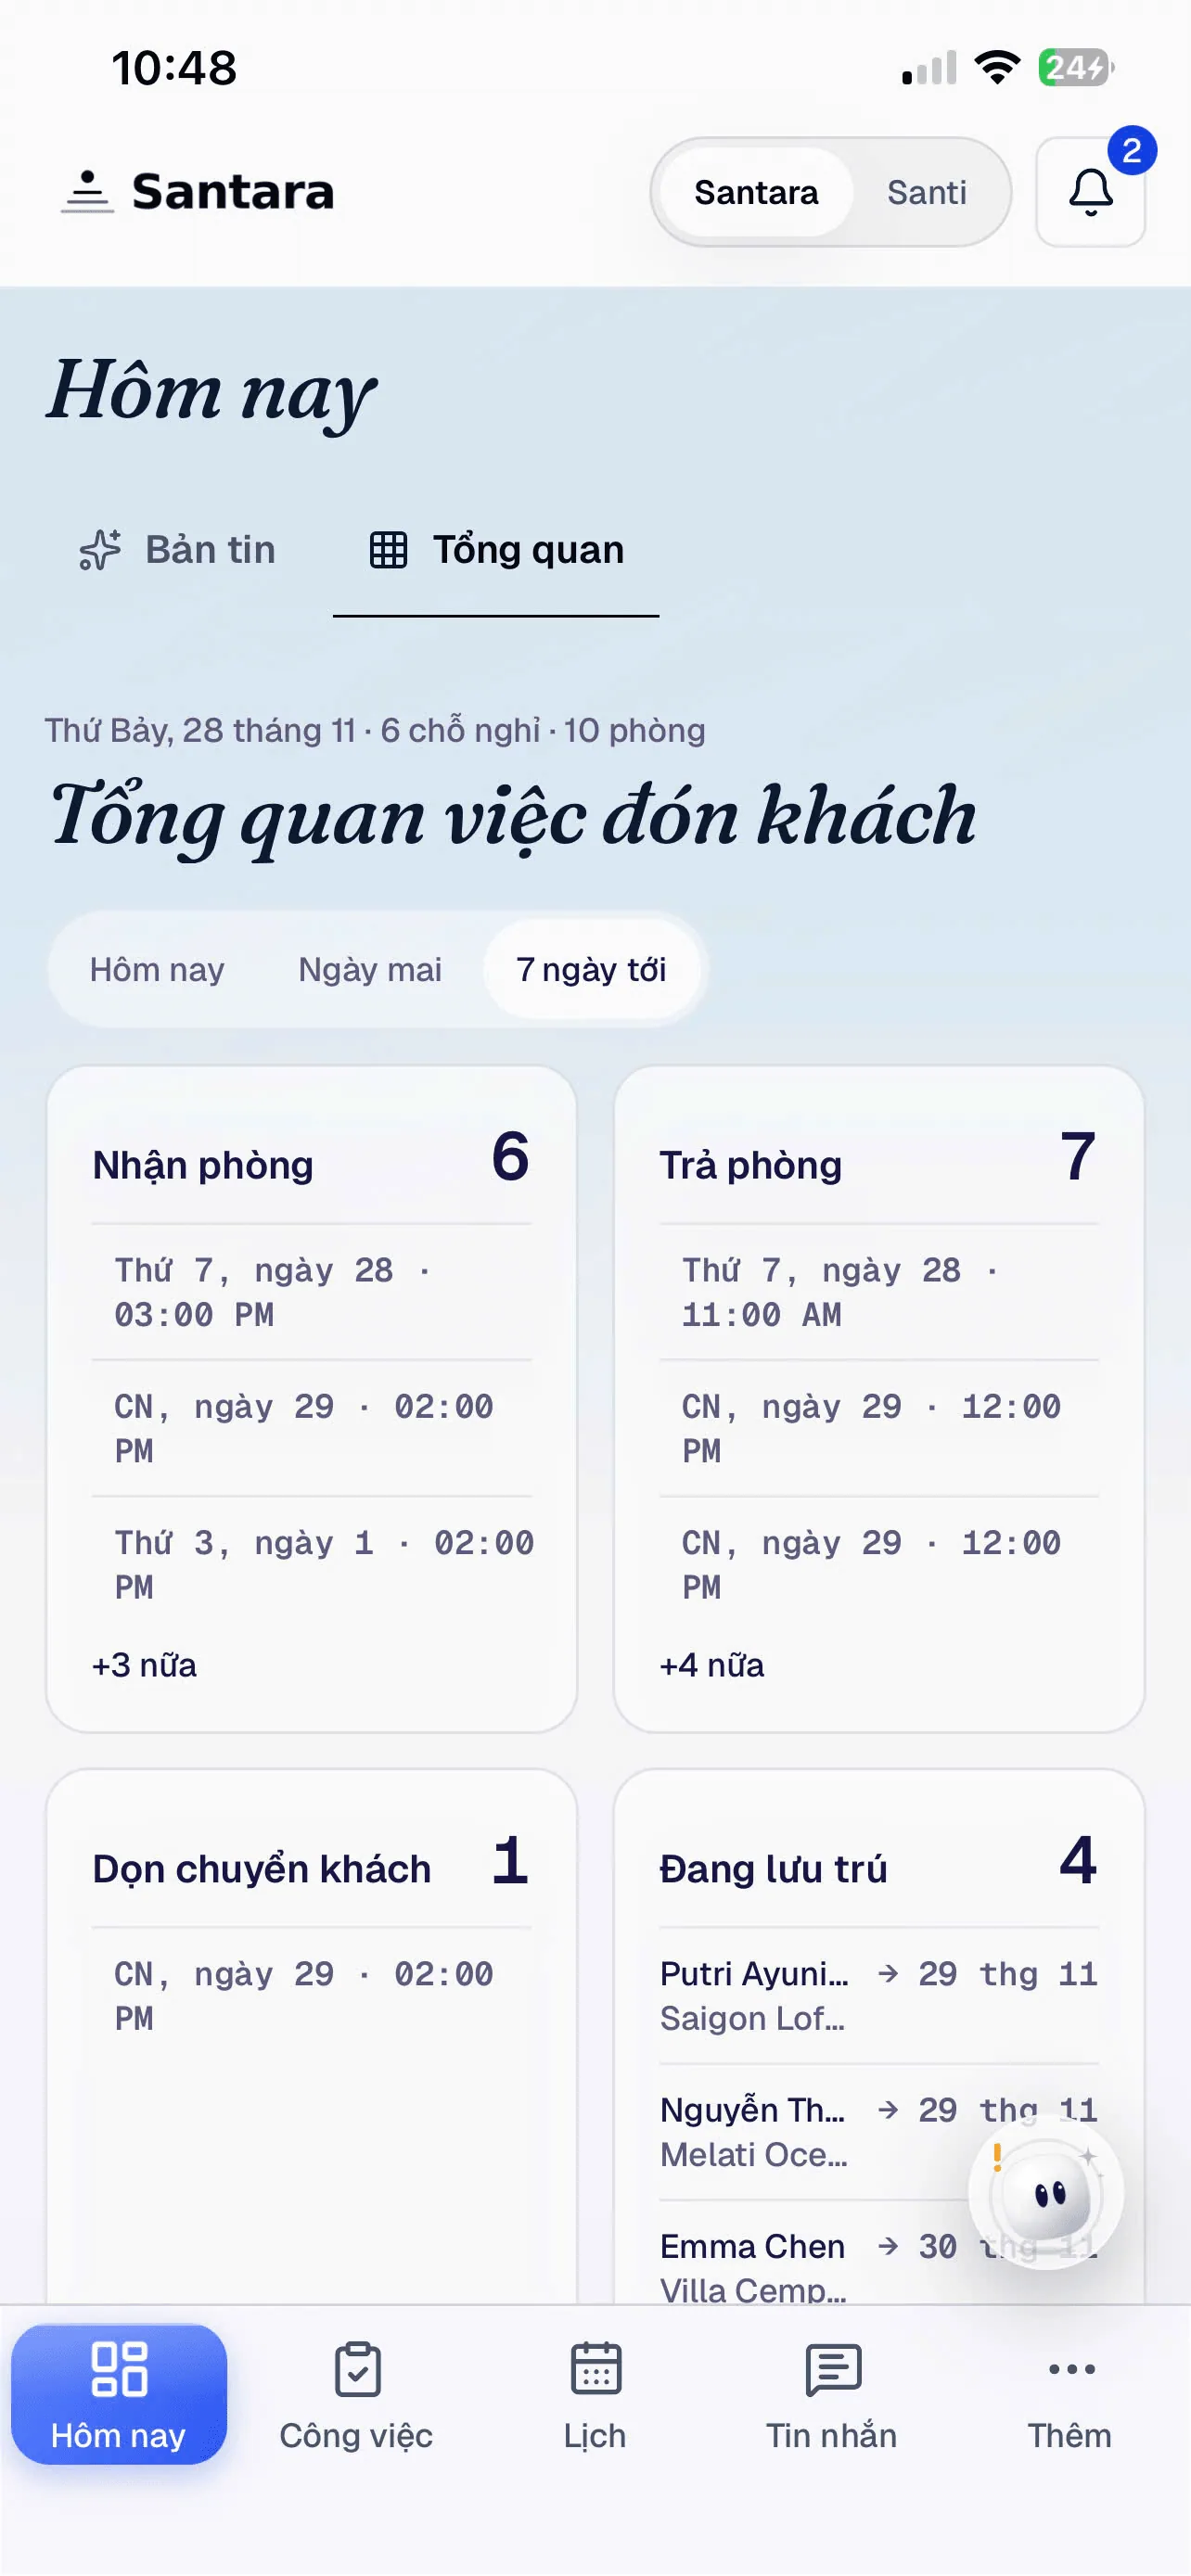 10:48
24
Santara
Santara
Santi
2
Hôm nay
Bản tin
Tổng quan
Thứ Bảy, 28 tháng 11 · 6 chỗ nghỉ · 10 phòng
Tổng quan việc đón khách
Hôm nay
Ngày mai
7 ngày tới
Nhận phòng 6
Thứ 7, ngày 28 ·
03:00 PM
CN, ngày 29 · 02:00
PM
Thứ 3, ngày 1 · 02:00
PM
+3 nữa
Trả phòng 7
Thứ 7, ngày 28 ·
11:00 AM
CN, ngày 29 · 12:00
PM
CN, ngày 29 · 12:00
PM
+4 nữa
Dọn chuyển khách 1
CN, ngày 29 · 02:00
PM
Đang lưu trú 4
Putri Ayuni... → 29 thg 11
Saigon Lof...
Nguyễn Th... → 29 thg 11
Melati Oce...
Emma Chen → 30 thg 11
Villa Cemp...
Hôm nay
Công việc
Lịch
Tin nhắn
Thêm